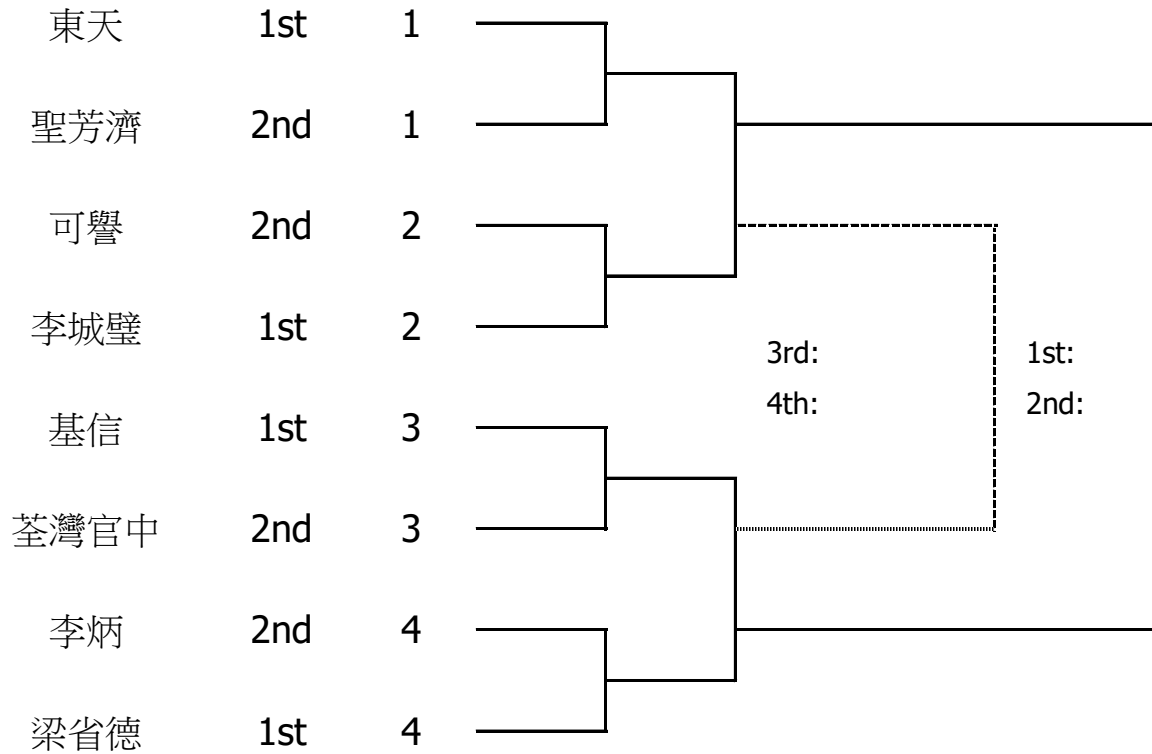 東天 1st 1
聖芳濟 2nd 1
可譽 2nd 2
李城璧 1st 2
3rd: 1st:
4th: 2nd:
基信 1st 3
荃灣官中 2nd 3
李炳 2nd 4
梁省德 1st 4